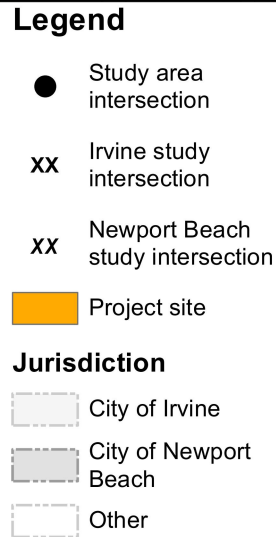 Legend
Study area
intersection
XX Irvine study
intersection
XX Newport Beach
study intersection
Project site
Jurisdiction
City of Irvine
City of Newport
Beach
Other